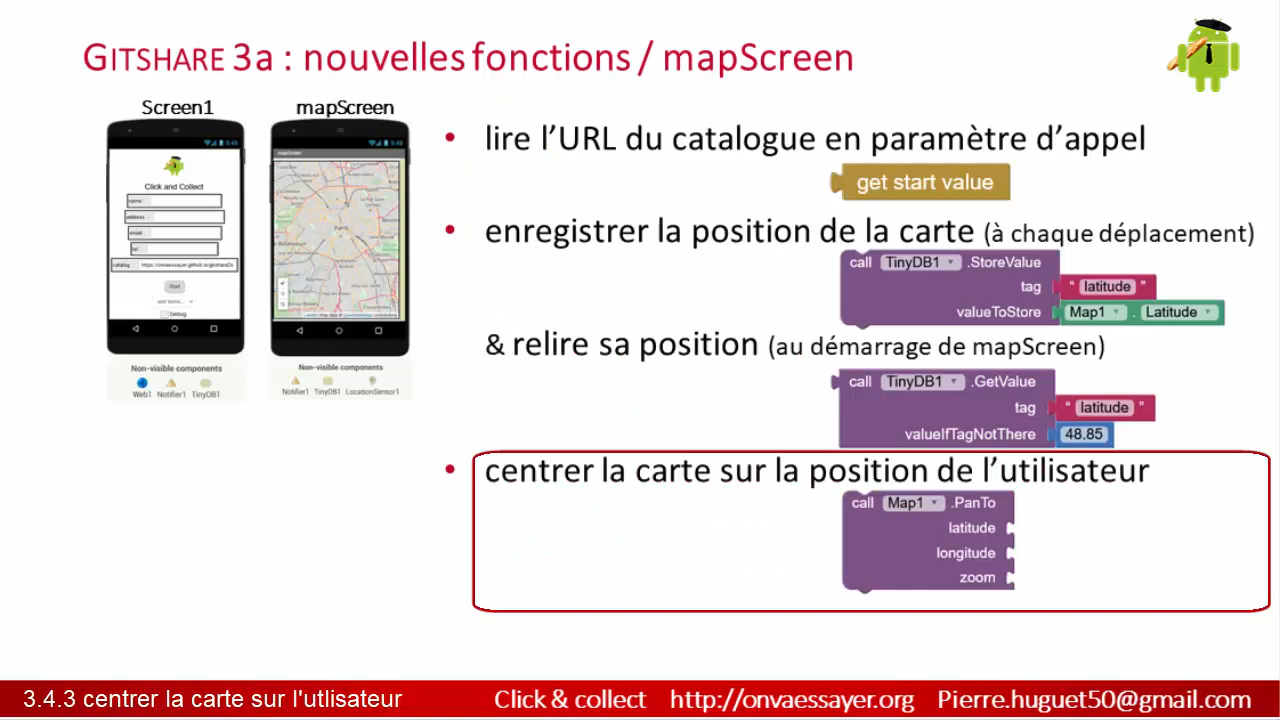 GITSHARE 3a : nouvelles fonctions / mapScreen
Screen1
mapScreen
Click and Collect
name
address
email
tel
catalog
Start
add items...
Debug
mapScreen
Paris
Non-visible components
Web1 Notifier1 TinyDB1
Non-visible components
Notifier1 TinyDB1 LocationSensor1
• lire l’URL du catalogue en paramètre d’appel
get start value
• enregistrer la position de la carte (à chaque déplacement)
call TinyDB1 .StoreValue
tag “ latitude ”
valueToStore Map1 . Latitude
& relire sa position (au démarrage de mapScreen)
call TinyDB1 .GetValue
tag “ latitude ”
valueIfTagNotThere 48.85
• centrer la carte sur la position de l’utilisateur
call Map1 .PanTo
latitude
longitude
zoom
3.4.3 centrer la carte sur l'utlisateur Click & collect http://onvaessayer.org Pierre.huguet50@gmail.com